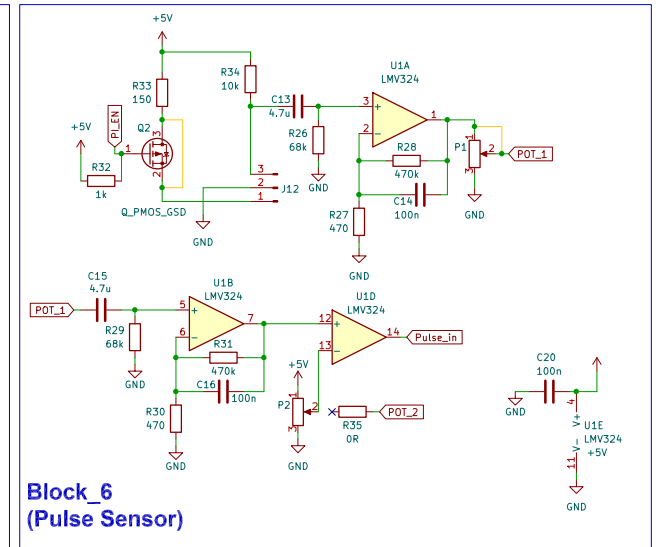 +5V
R33
150
R34
10k
PI_EN
Q2
3
1
2
+5V
R32
1k
Q_PMOS_GSD
GND
3
2
1
J12
C13
4.7u
R26
68k
GND
U1A
LMV324
3
+
2
−
1
R28
470k
C14
100n
R27
470
GND
P1
1
2
3
POT_1
GND
POT_1
C15
4.7u
R29
68k
GND
U1B
LMV324
5
+
6
−
7
R31
470k
C16
100n
R30
470
GND
U1D
LMV324
12
+
13
−
14
Pulse_in
+5V
P2
1
2
3
GND
R35
0R
POT_2
C20
100n
GND
4
V+
U1E
LMV324
+5V
V-
11
GND
Block_6
(Pulse Sensor)